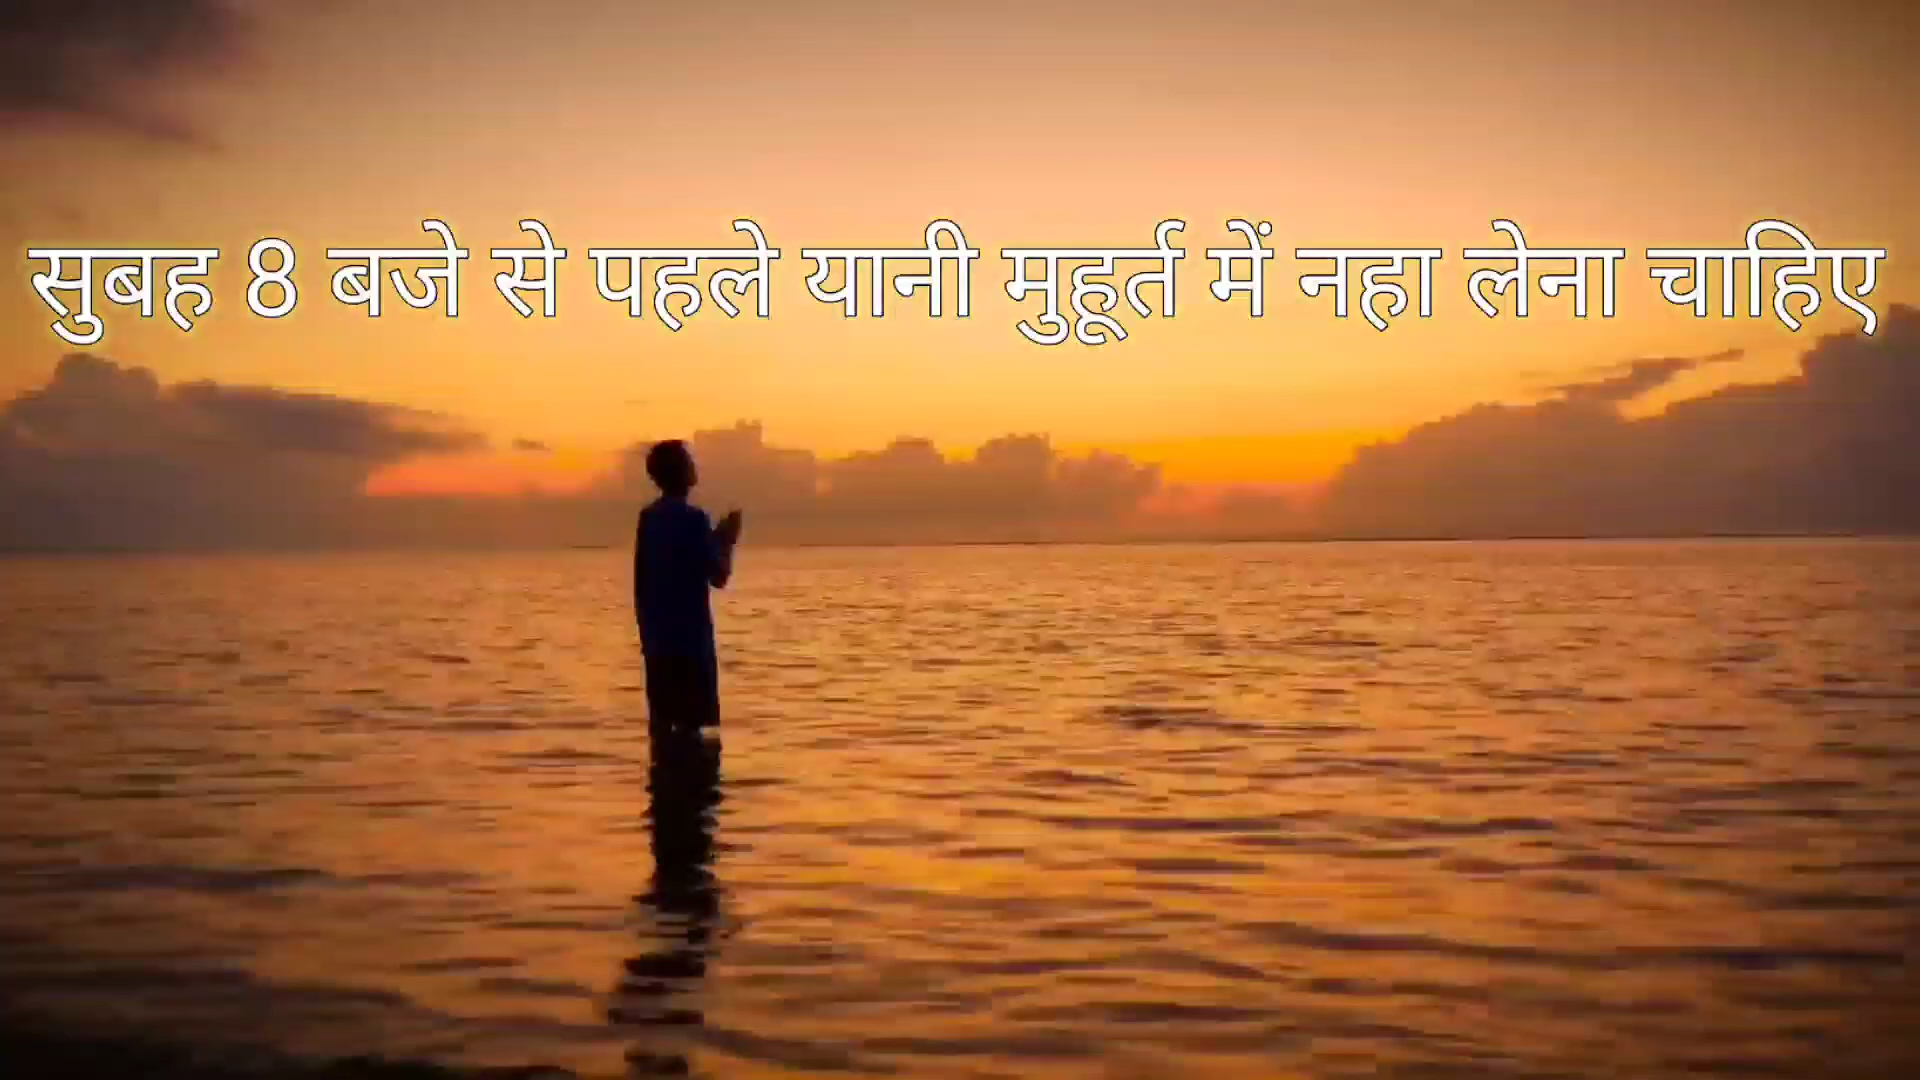 सुबह 8 बजे से पहले यानी मुहूर्त में नहा लेना चाहिए